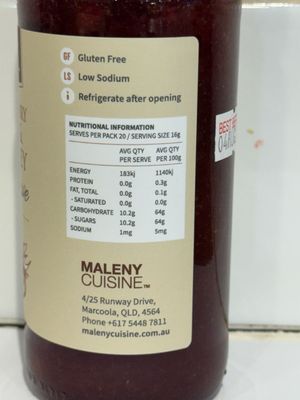 GF Gluten Free
LS Low Sodium
i Refrigerate after opening
NUTRITIONAL INFORMATION
SERVES PER PACK 20 / SERVING SIZE 16g
AVG QTY PER SERVE AVG QTY PER 100g
ENERGY 183kj 1140kj
PROTEIN 0.0g 0.3g
FAT, TOTAL 0.0g 0.1g
- SATURATED 0.0g 0.0g
CARBOHYDRATE 10.2g 64g
- SUGARS 10.2g 64g
SODIUM 1mg 5mg
MALENY
CUISINE™
4/25 Runway Drive,
Marcoola, QLD, 4564
Phone +617 5448 7811
malenycuisine.com.au
BEST